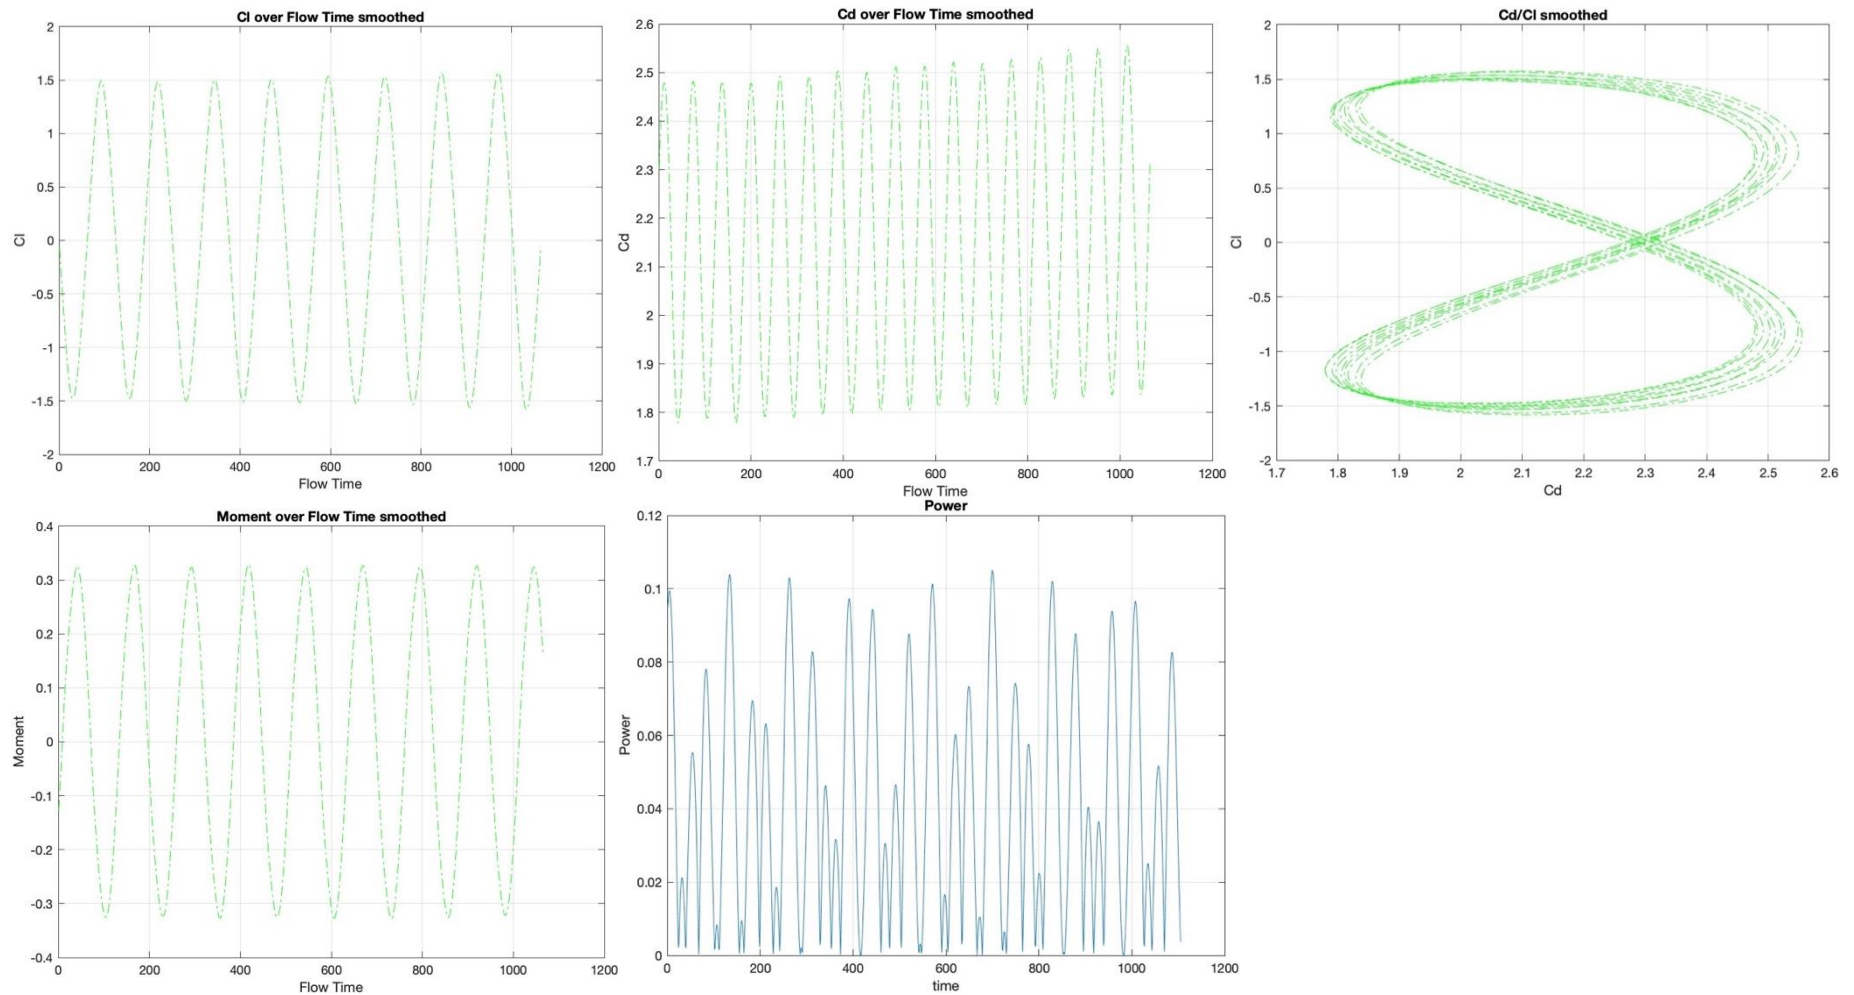 Cl over Flow Time smoothed
2
1.5
1
0.5
0
-0.5
-1
-1.5
-2
Cl
0 200 400 600 800 1000 1200
Flow Time
Cd over Flow Time smoothed
2.6
2.5
2.4
2.3
2.2
2.1
2
1.9
1.8
1.7
Cd
0 200 400 600 800 1000 1200
Flow Time
Cd/Cl smoothed
2
1.5
1
0.5
0
-0.5
-1
-1.5
-2
Cl
1.7 1.8 1.9 2 2.1 2.2 2.3 2.4 2.5 2.6
Cd
Moment over Flow Time smoothed
0.4
0.3
0.2
0.1
0
-0.1
-0.2
-0.3
-0.4
Moment
0 200 400 600 800 1000 1200
Flow Time
Power
0.12
0.1
0.08
0.06
0.04
0.02
0
Power
0 200 400 600 800 1000 1200
time